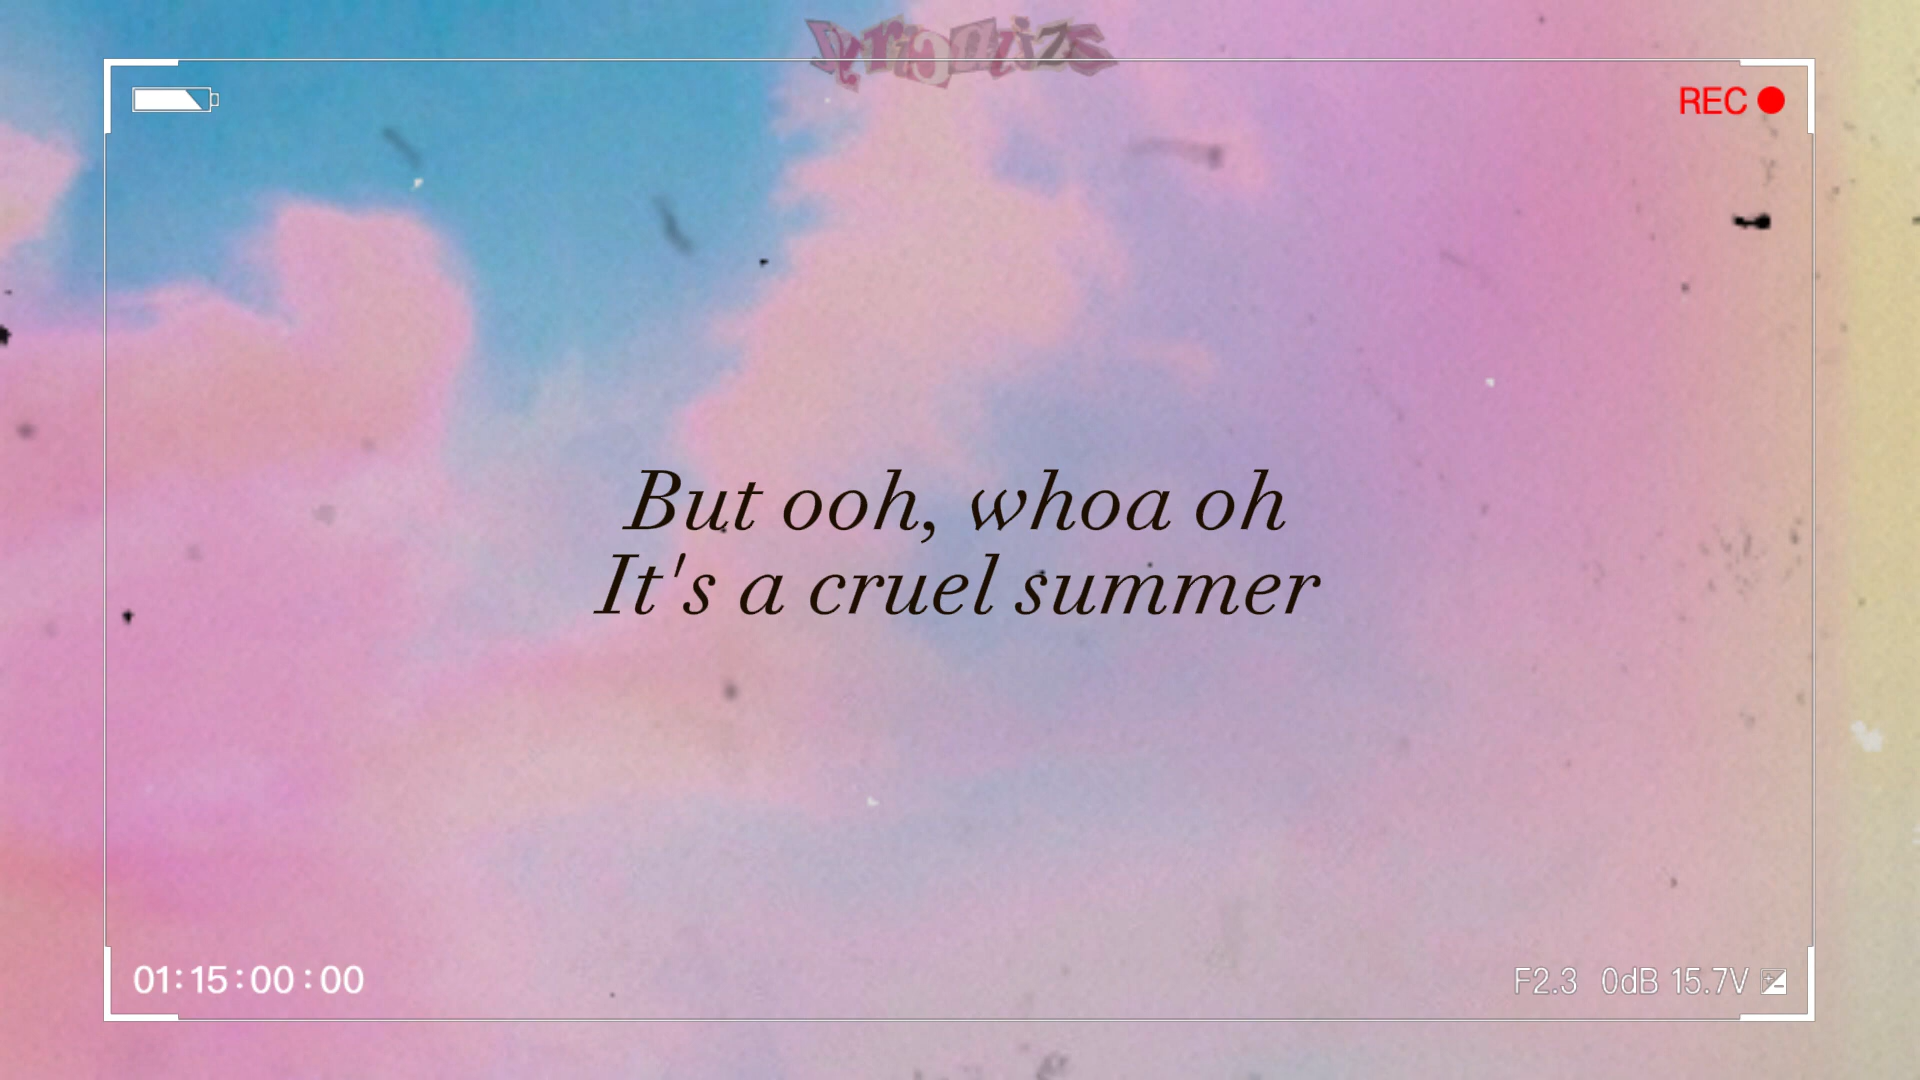 REC
But ooh, whoa oh
It's a cruel summer
01:15:00:00
F2.3 0dB 15.7V